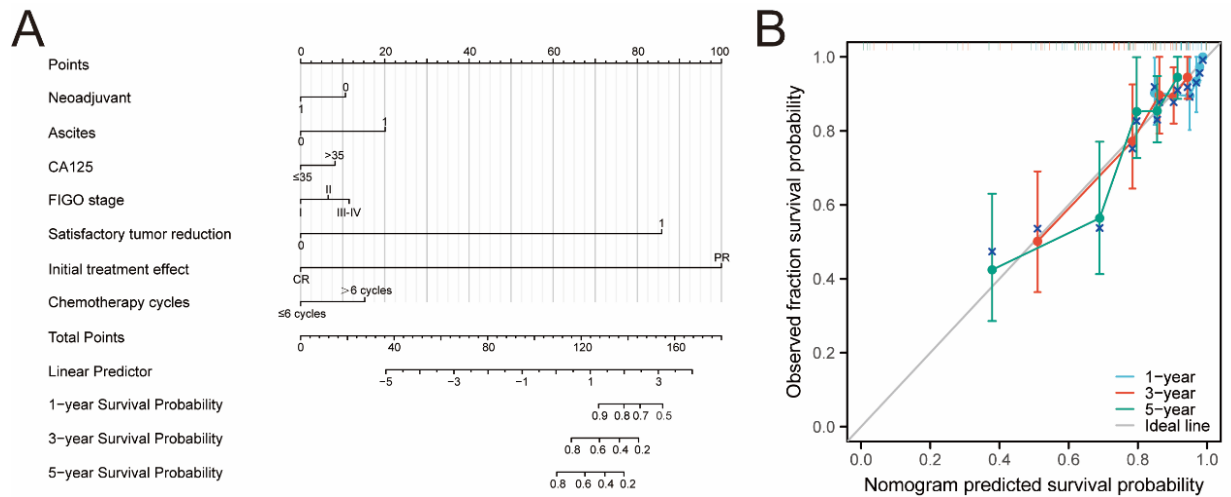 A
Points
0 20 40 60 80 100
Neoadjuvant
0
1
Ascites
1
0
CA125
>35
≤35
FIGO stage
II
I
III−IV
Satisfactory tumor reduction
1
0
Initial treatment effect
PR
CR
Chemotherapy cycles
>6 cycles
≤6 cycles
Total Points
0 40 80 120 160
Linear Predictor
−5 −3 −1 1 3
1−year Survival Probability
0.9 0.8 0.7 0.5
3−year Survival Probability
0.8 0.6 0.4 0.2
5−year Survival Probability
0.8 0.6 0.4 0.2
B
Observed fraction survival probability
1.0
0.8
0.6
0.4
0.2
0.0
1−year
3−year
5−year
Ideal line
0.0 0.2 0.4 0.6 0.8 1.0
Nomogram predicted survival probability